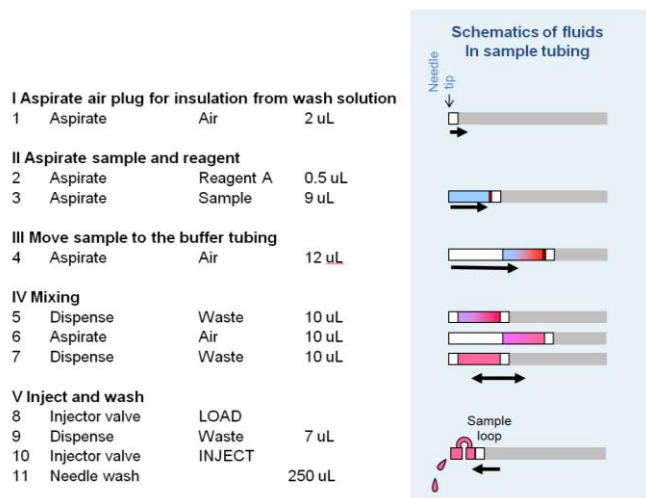 Schematics of fluids
In sample tubing
Needle
tip
I Aspirate air plug for insulation from wash solution
1 Aspirate Air 2 uL
II Aspirate sample and reagent
2 Aspirate Reagent A 0.5 uL
3 Aspirate Sample 9 uL
III Move sample to the buffer tubing
4 Aspirate Air 12 uL
IV Mixing
5 Dispense Waste 10 uL
6 Aspirate Air 10 uL
7 Dispense Waste 10 uL
V Inject and wash
8 Injector valve LOAD
9 Dispense Waste 7 uL
10 Injector valve INJECT
11 Needle wash 250 uL
Sample
loop